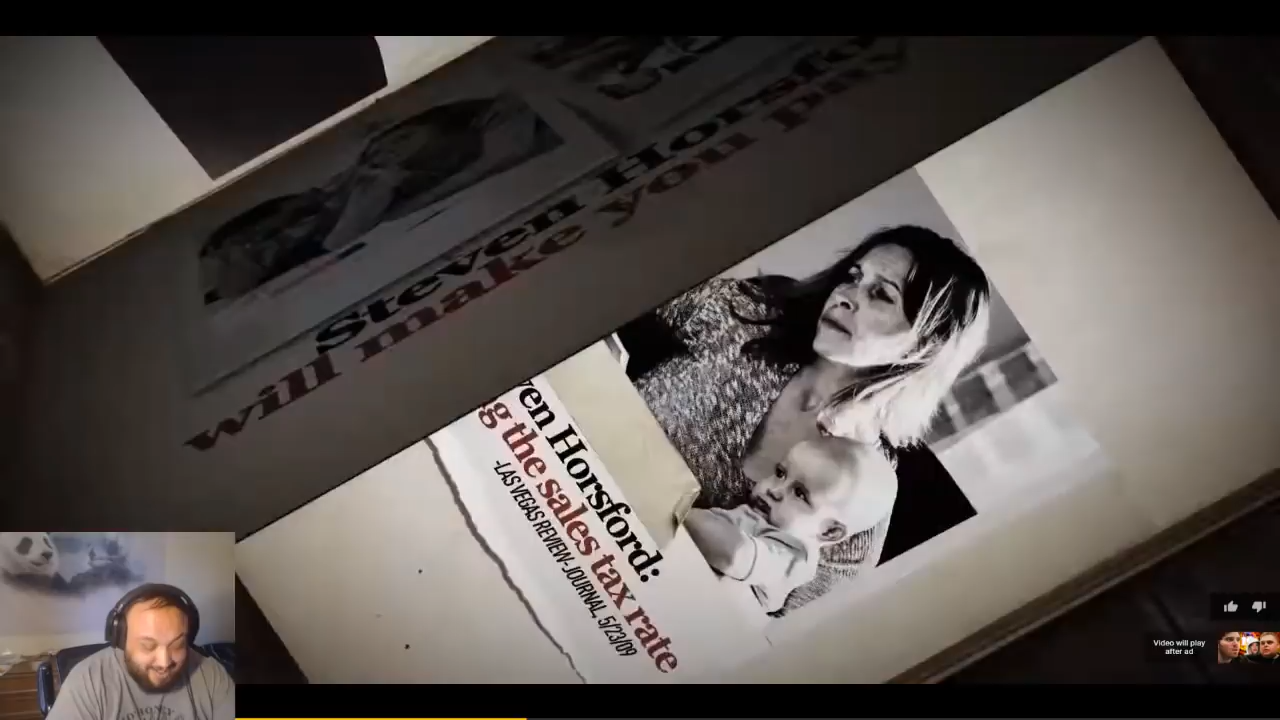 Steven Horsford
will make you pay
ven Horsford:
g the sales tax rate
-LAS VEGAS REVIEW-JOURNAL, 5/23/09
Video will play
after ad